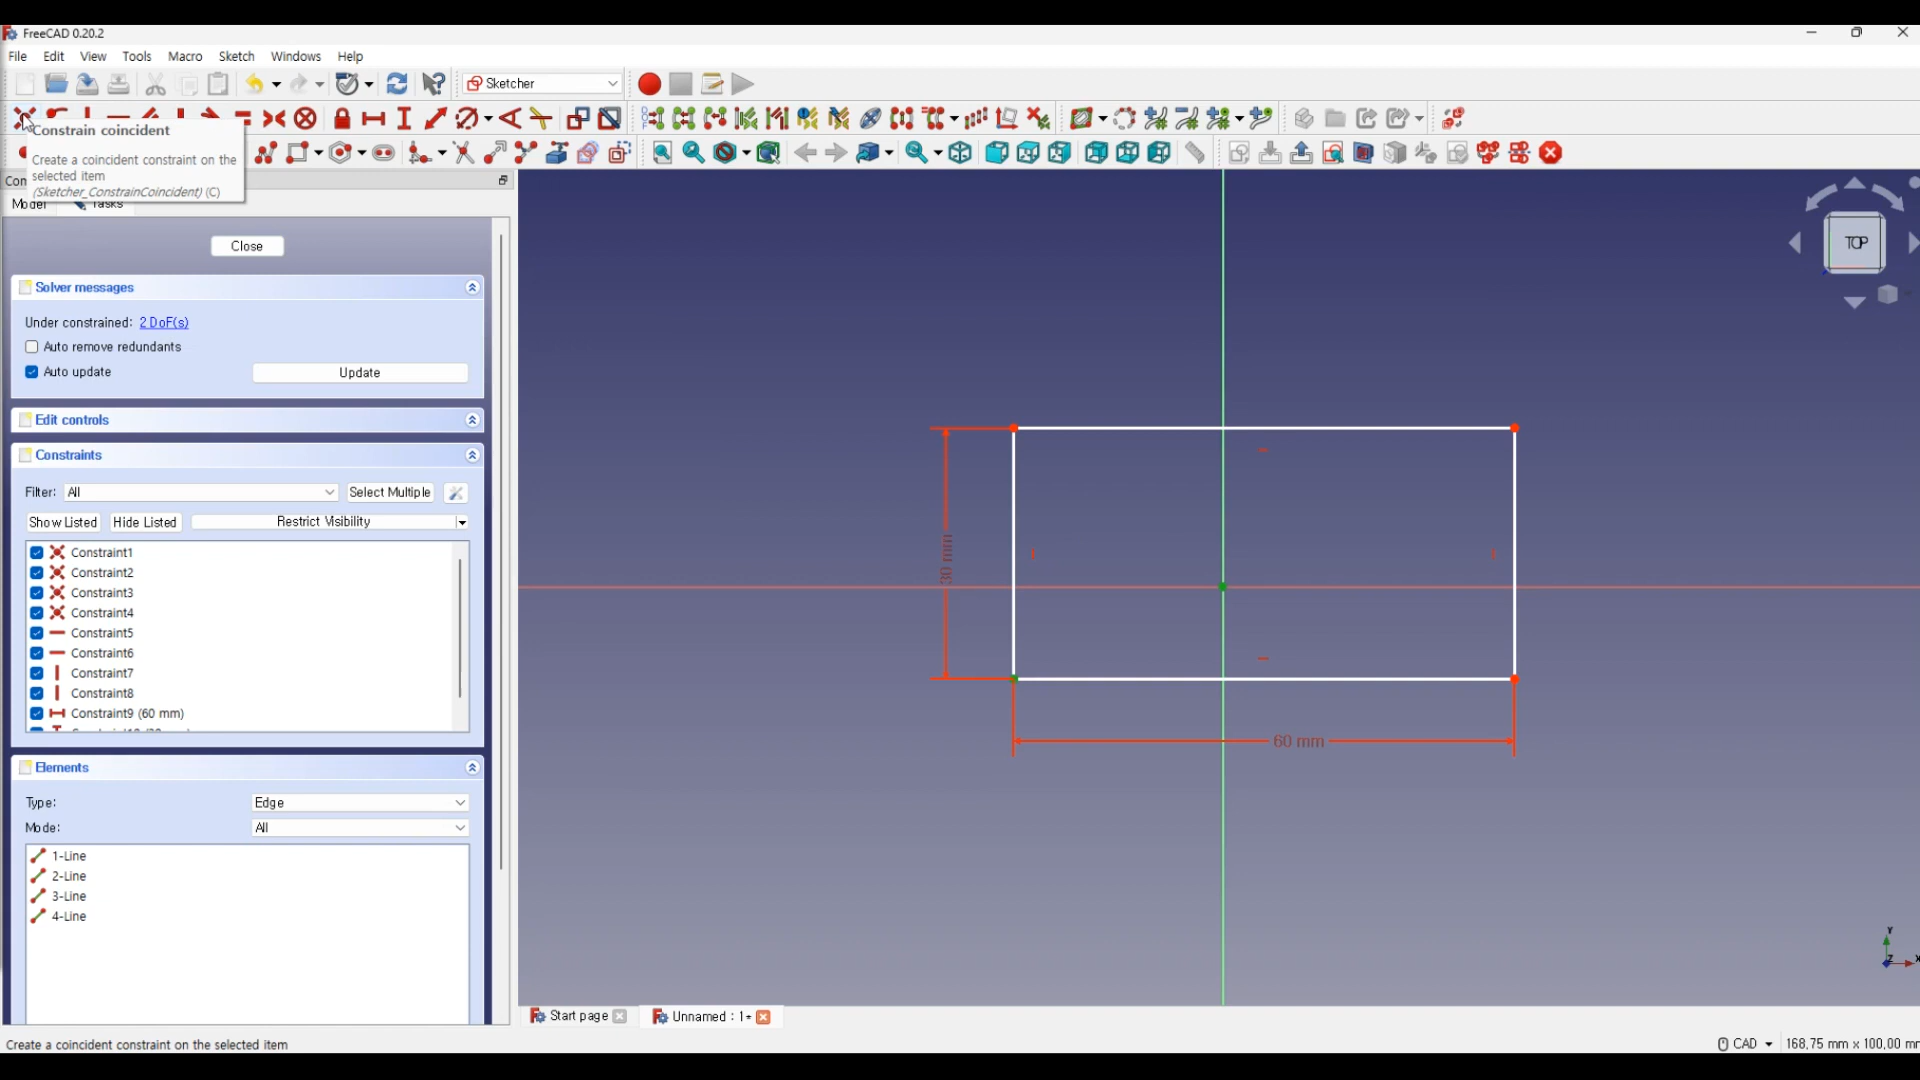 FreeCAD 0.20.2
File Edit View Tools Macro Sketch Windows Help
Sketcher
Constrain coincident
Create a coincident constraint on the
selected item
(Sketcher_ConstrainCoincident) (C)
Model Tasks
Close
Solver messages
Under constrained: 2 DoF(s)
Auto remove redundants
Auto update Update
Edit controls
Constraints
Filter: All Select Multiple
Show Listed Hide Listed Restrict Visibility
Constraint1
Constraint2
Constraint3
Constraint4
Constraint5
Constraint6
Constraint7
Constraint8
Constraint9 (60 mm)
Elements
Type: Edge
Mode: All
1-Line
2-Line
3-Line
4-Line
TOP
30 mm
60 mm
Y
Z X
Start page Unnamed : 1*
Create a coincident constraint on the selected item
CAD 168,75 mm x 100,00 mm